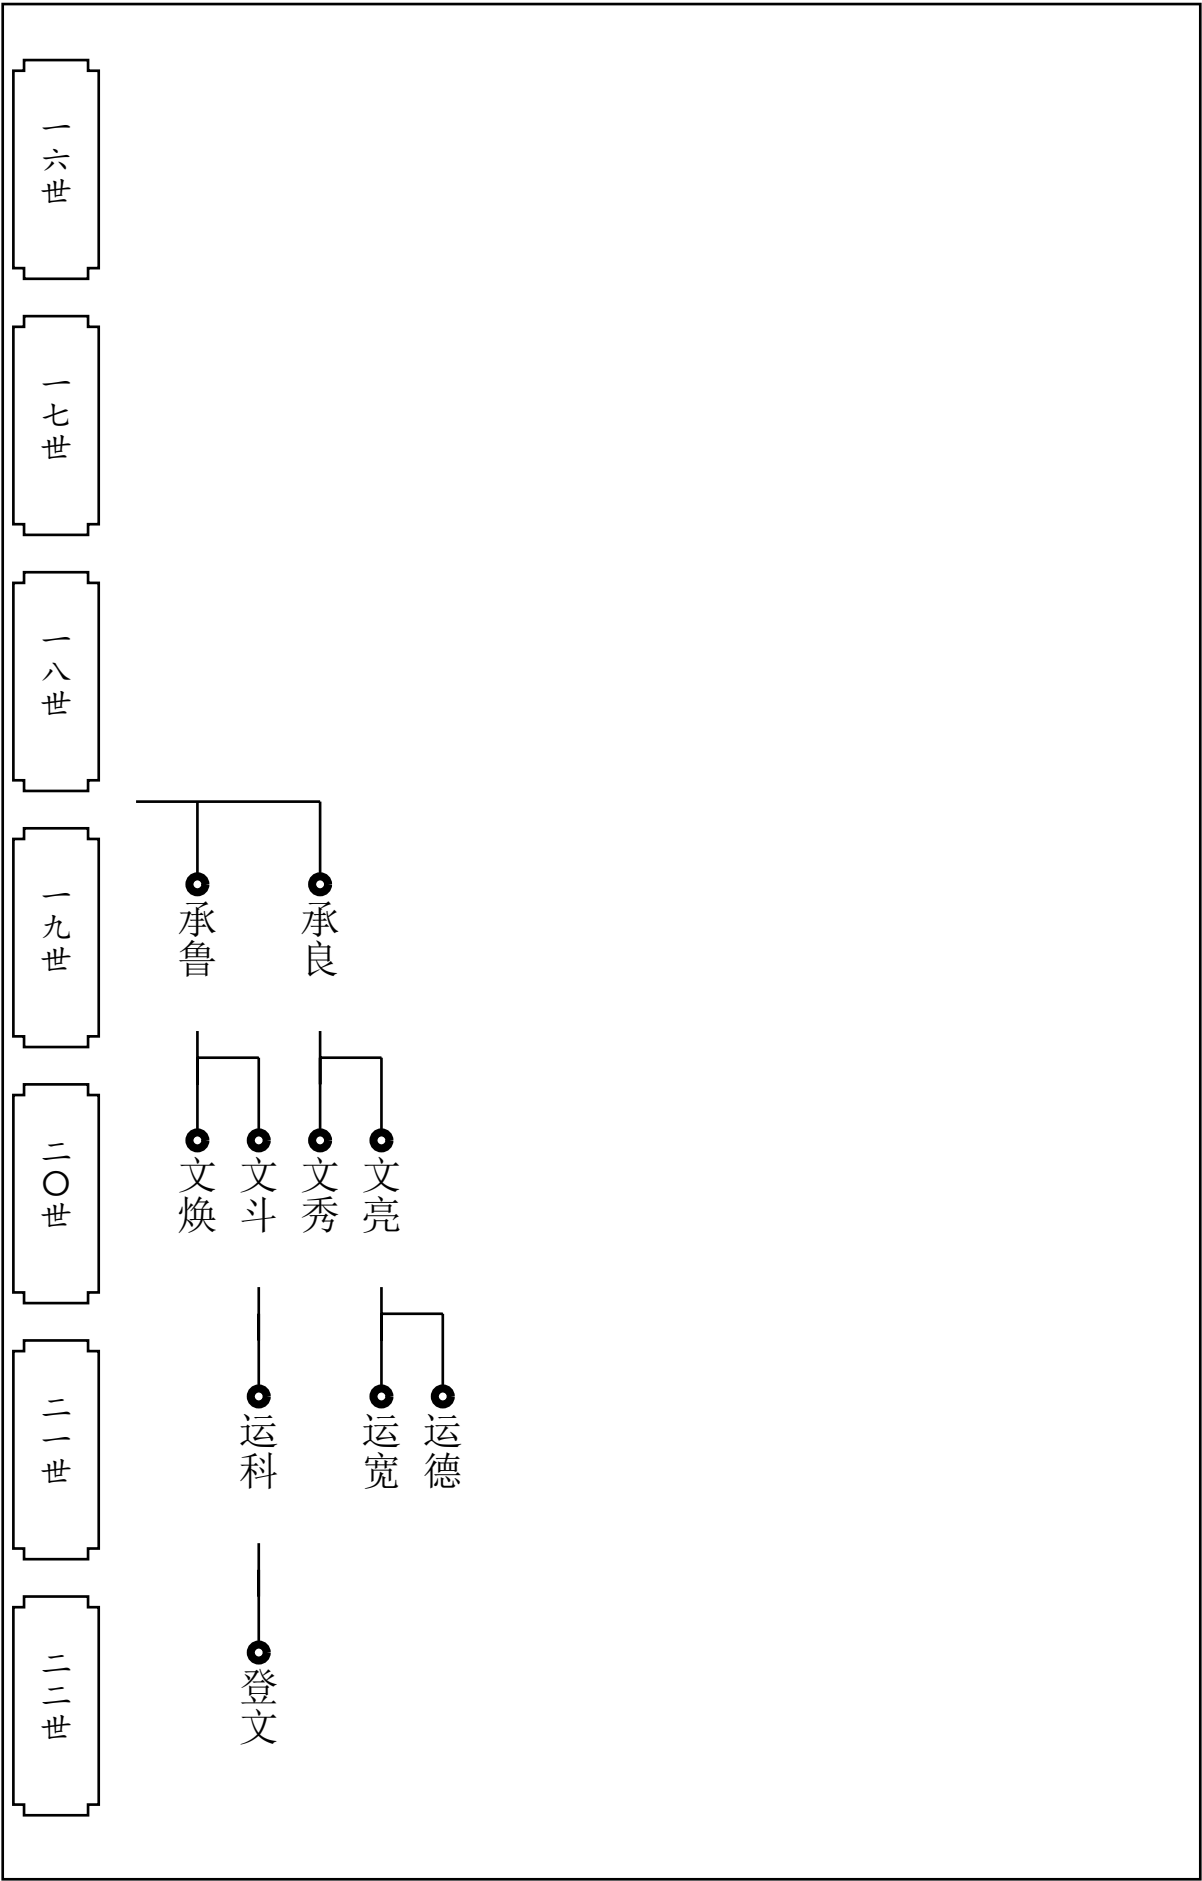 一六世
一七世
一八世
一九世
承鲁
承良
二〇世
文焕
文斗
文秀
文亮
二一世
运科
运宽
运德
二二世
登文